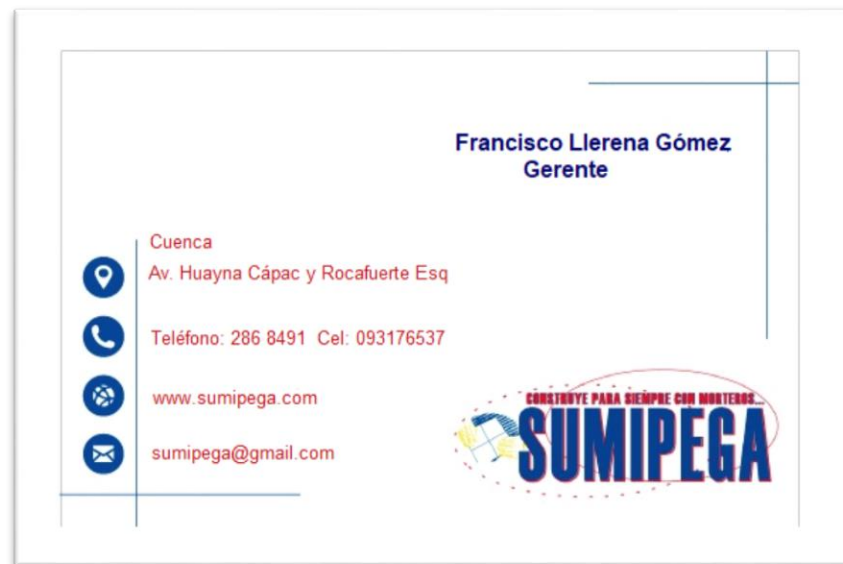 Francisco Llerena Gómez
Gerente
Cuenca
Av. Huayna Cápac y Rocafuerte Esq
Teléfono: 286 8491 Cel: 093176537
www.sumipega.com
sumipega@gmail.com
CONSTRUYE PARA SIEMPRE CON MORTEROS...
SUMIPEGA